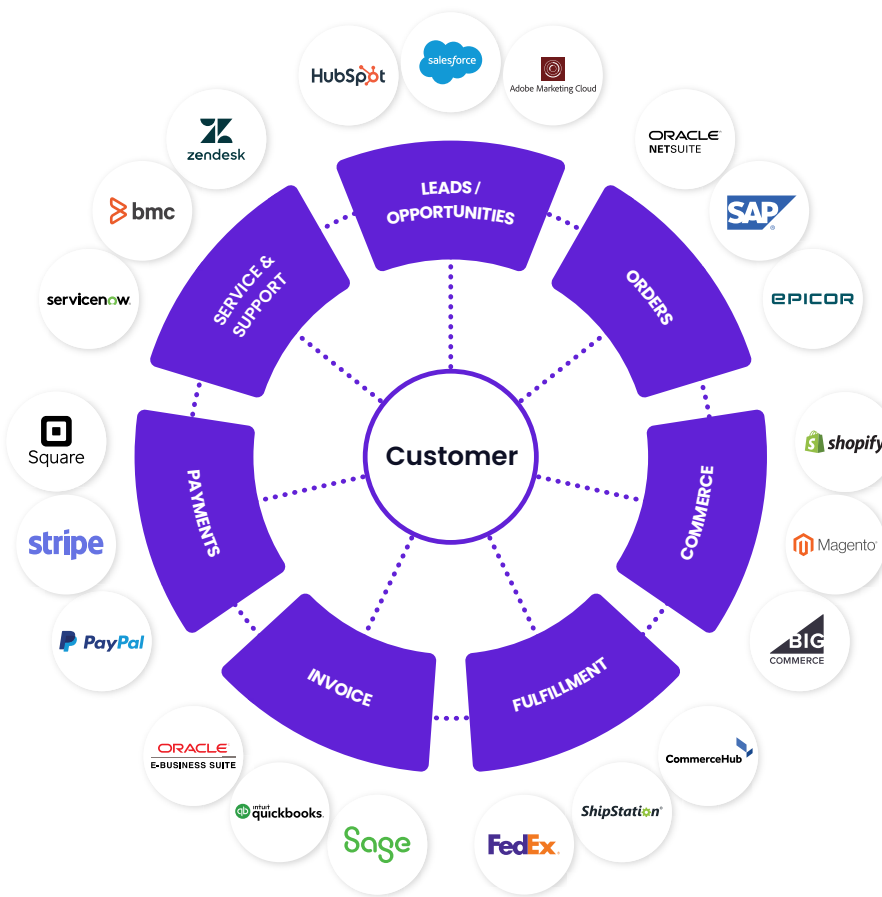 HubSpot
salesforce
Adobe Marketing Cloud
ORACLE
NETSUITE
SAP
®
EPICOR
shopify
Magento
BIG
COMMERCE
CommerceHub
ShipStation®
FedEx.
Sage
intuit
qb quickbooks.
ORACLE
E-BUSINESS SUITE
PayPal
stripe
Square
servicenow
bmc
zendesk
LEADS /
OPPORTUNITIES
ORDERS
COMMERCE
FULFILLMENT
INVOICE
PAYMENTS
SERVICE &
SUPPORT
Customer